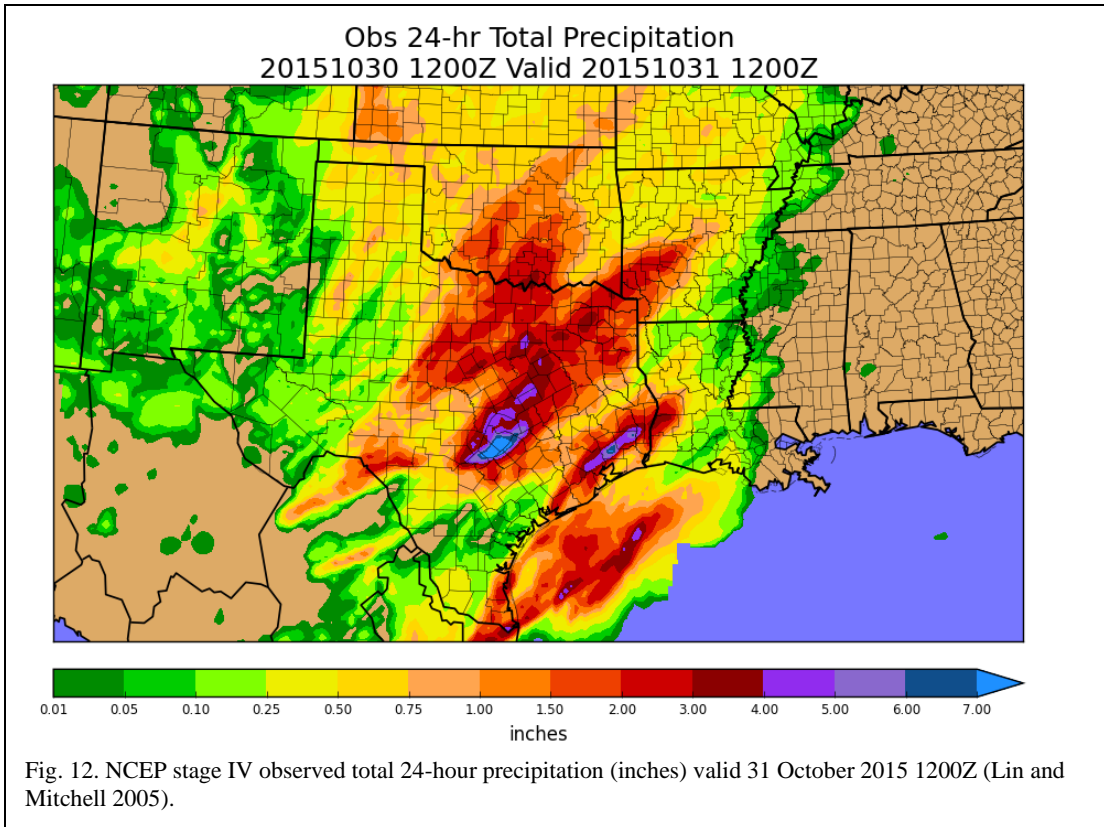 Obs 24-hr Total Precipitation
20151030 1200Z Valid 20151031 1200Z
0.01 0.05 0.10 0.25 0.50 0.75 1.00 1.50 2.00 3.00 4.00 5.00 6.00 7.00
inches
Fig. 12. NCEP stage IV observed total 24-hour precipitation (inches) valid 31 October 2015 1200Z (Lin and
Mitchell 2005).